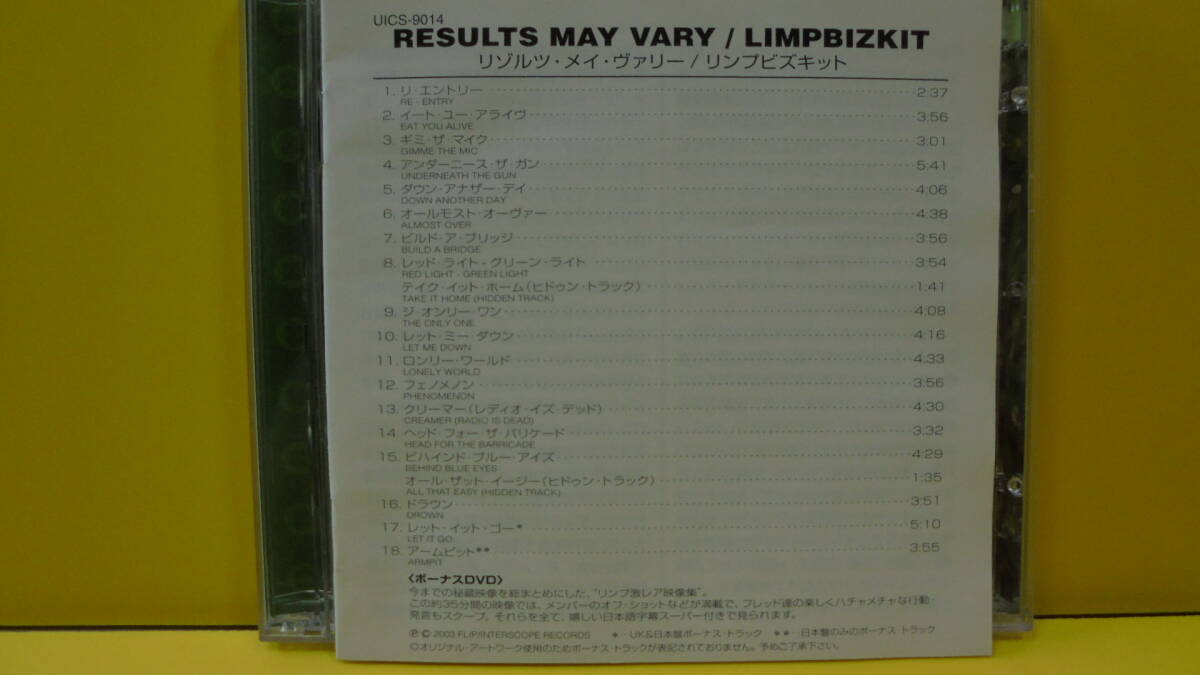 UICS-9014
RESULTS MAY VARY / LIMPBIZKIT
リゾルツ・メイ・ヴァリー / リンプビズキット
1. リ・エントリー 2:37
RE - ENTRY
2. イート・ユー・アライヴ 3:56
EAT YOU ALIVE
3. ギミ・ザ・マイク 3:01
GIMME THE MIC
4. アンダーニース・ザ・ガン 5:41
UNDERNEATH THE GUN
5. ダウン・アナザー・デイ 4:06
DOWN ANOTHER DAY
6. オールモスト・オーヴァー 4:38
ALMOST OVER
7. ビルド・ア・ブリッジ 3:56
BUILD A BRIDGE
8. レッド・ライト - グリーン・ライト 3:54
RED LIGHT - GREEN LIGHT
テイク・イット・ホーム(ヒドゥン・トラック) 1:41
TAKE IT HOME (HIDDEN TRACK)
9. ジ・オンリー・ワン 4:08
THE ONLY ONE
10. レット・ミー・ダウン 4:16
LET ME DOWN
11. ロンリー・ワールド 4:33
LONELY WORLD
12. フェノメノン 3:56
PHENOMENON
13. クリーマー(レディオ・イズ・デッド) 4:30
CREAMER (RADIO IS DEAD)
14. ヘッド・フォー・ザ・バリケード 3:32
HEAD FOR THE BARRICADE
15. ビハインド・ブルー・アイズ 4:29
BEHIND BLUE EYES
オール・ザット・イージー(ヒドゥン・トラック) 1:35
ALL THAT EASY (HIDDEN TRACK)
16. ドラウン 3:51
DROWN
17. レット・イット・ゴー* 5:10
LET IT GO
18. アームピット** 3:55
ARMPIT
〈ボーナスDVD〉
今までの秘蔵映像を総まとめにした、"リンプ激レア映像集"。
この約35分間の映像では、メンバーのオフ・ショットなどが満載で、フレッド達の楽しくハチャメチャな行動・
発言もスクープ。それらを全て、嬉しい日本語字幕スーパー付きで見られます。
℗ © 2003 FLIP/INTERSCOPE RECORDS *…UK&日本盤ボーナス・トラック **…日本盤のみのボーナス・トラック
◎オリジナル・アートワーク使用のためボーナス・トラックが表記されておりません。予めご了承下さい。